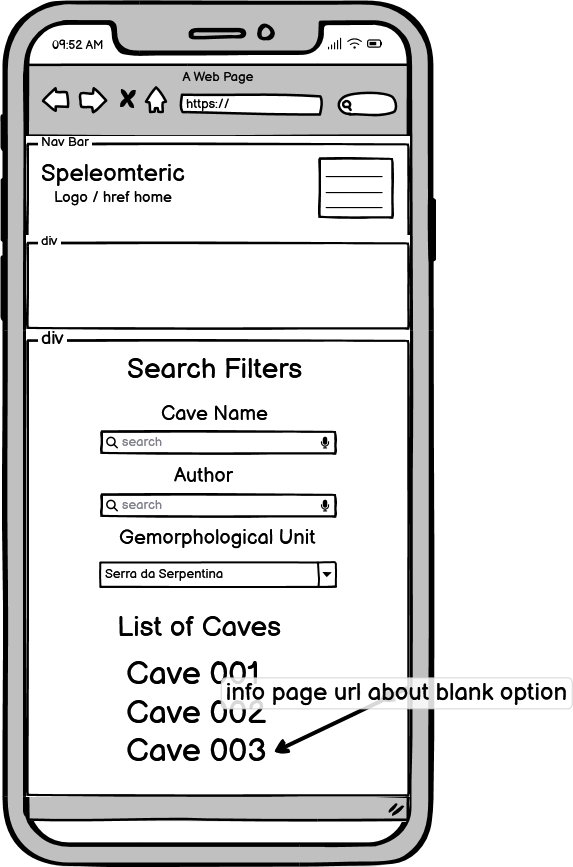 09:52 AM
A Web Page
https://
Nav Bar
Speleomteric
Logo / href home
div
div
Search Filters
Cave Name
search
Author
search
Gemorphological Unit
Serra da Serpentina
List of Caves
Cave 001
info page url about blank option
Cave 002
Cave 003